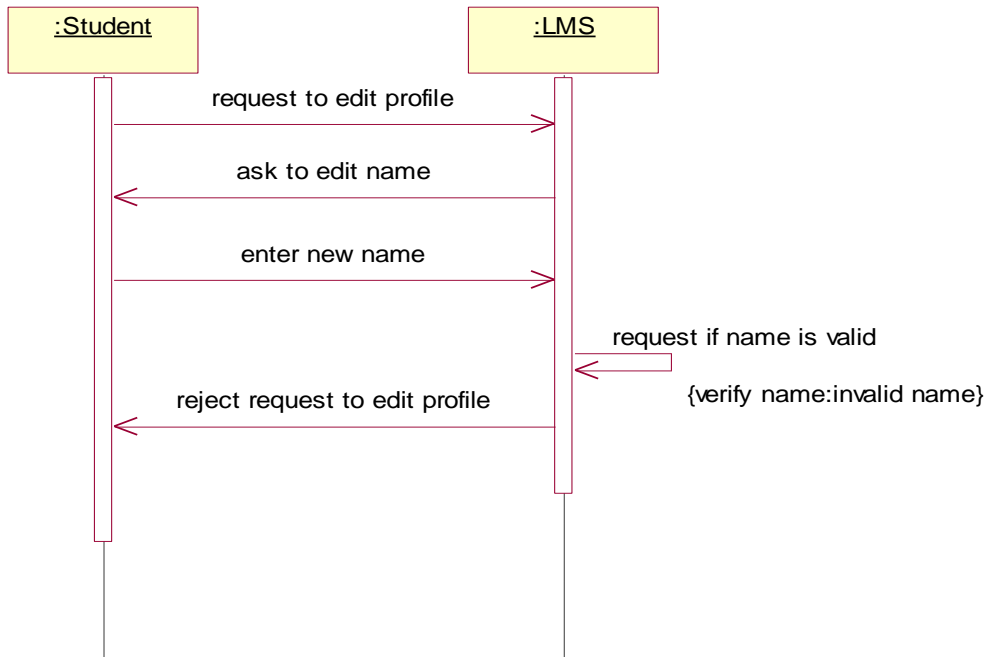 :Student
:LMS
request to edit profile
ask to edit name
enter new name
request if name is valid
{verify name:invalid name}
reject request to edit profile